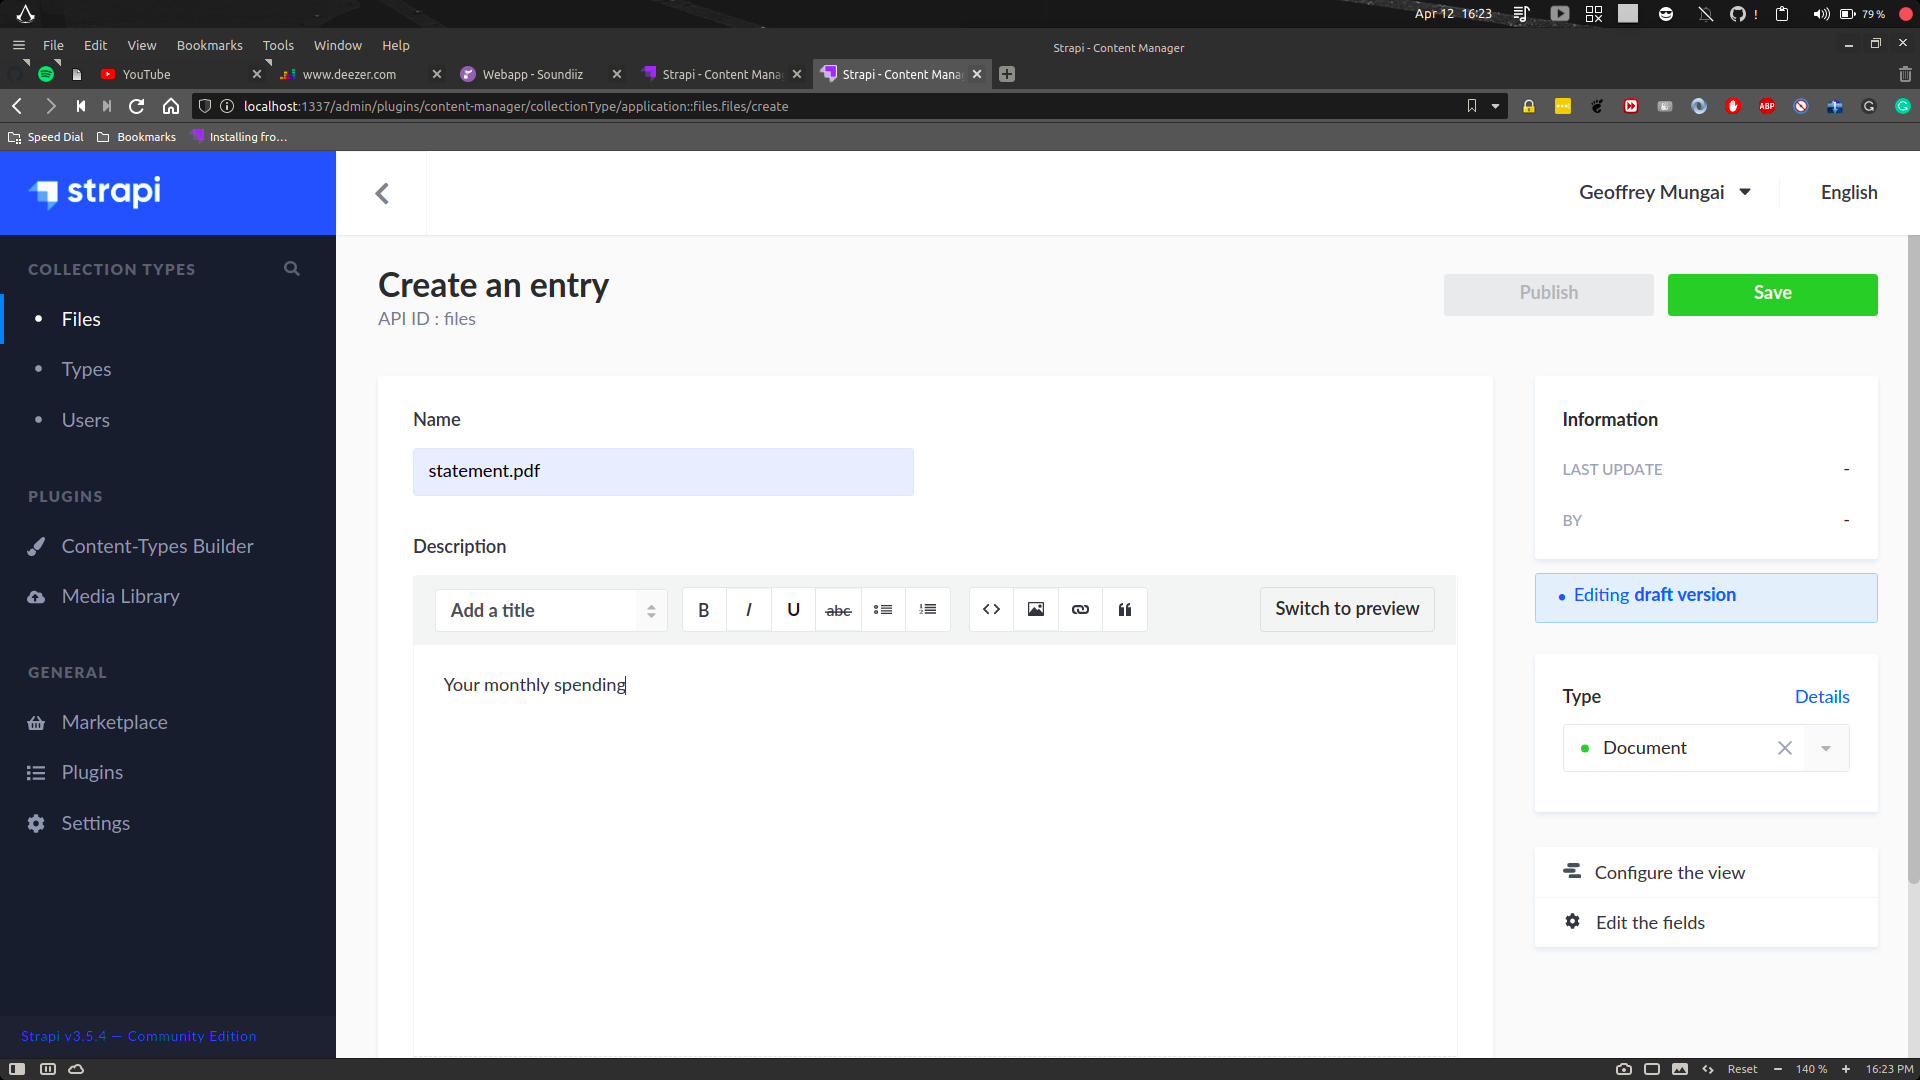 Apr 12 16:23
!
79 %
File Edit View Bookmarks Tools Window Help
Strapi - Content Manager
YouTube
www.deezer.com
Webapp - Soundiiz
Strapi - Content Mana
Strapi - Content Mana
localhost:1337/admin/plugins/content-manager/collectionType/application::files.files/create
ABP
Speed Dial
Bookmarks
Installing fro...
strapi
Geoffrey Mungai
English
COLLECTION TYPES
Files
Types
Users
PLUGINS
Content-Types Builder
Media Library
GENERAL
Marketplace
Plugins
Settings
Strapi v3.5.4 — Community Edition
Create an entry
API ID : files
Publish
Save
Name
statement.pdf
Description
Add a title
B I U abc
Switch to preview
Your monthly spending
Information
LAST UPDATE -
BY -
Editing draft version
Type
Details
Document
Configure the view
Edit the fields
Reset
140 %
16:23 PM